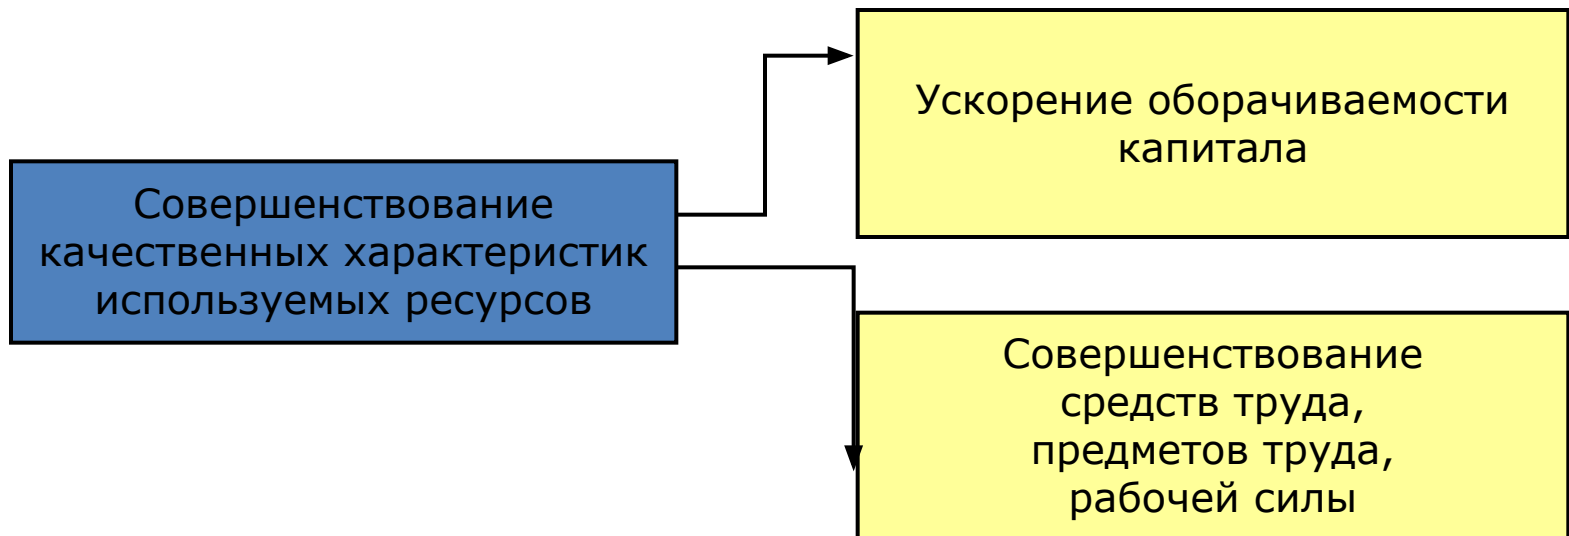 Ускорение оборачиваемости
капитала
Совершенствование
качественных характеристик
используемых ресурсов
Совершенствование
средств труда,
предметов труда,
рабочей силы